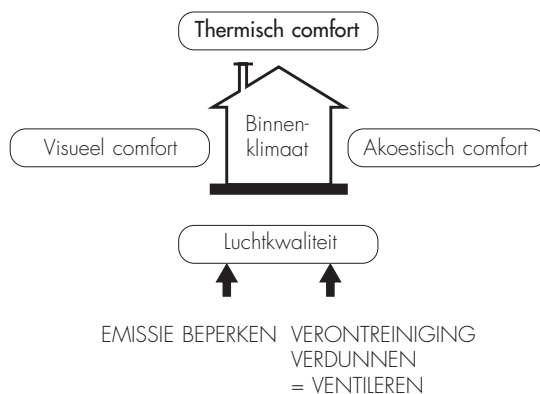 Thermisch comfort
Binnen-
klimaat
Visueel comfort
Akoestisch comfort
Luchtkwaliteit
EMISSIE BEPERKEN
VERONTREINIGING
VERDUNNEN
= VENTILEREN